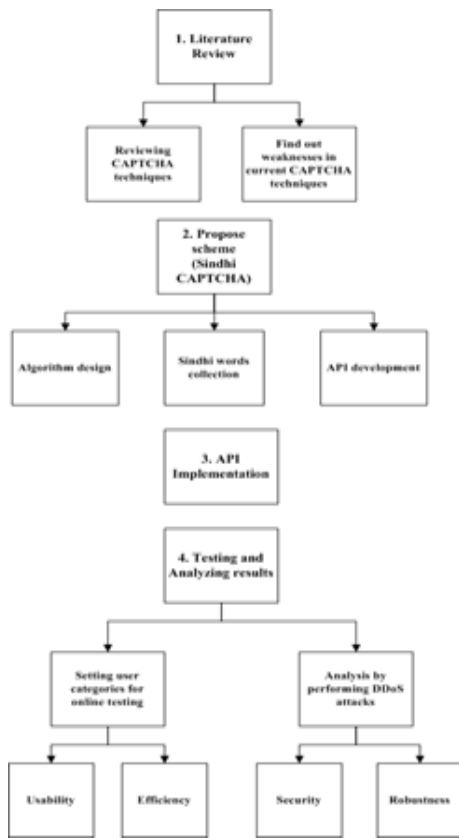 1. Literature
Review
Reviewing
CAPTCHA
techniques
Find out
weaknesses in
current CAPTCHA
techniques
2. Propose
scheme
(Sindhi
CAPTCHA)
Algorithm design
Sindhi words
collection
API development
3. API
Implementation
4. Testing and
Analyzing results
Setting user
categories for
online testing
Analysis by
performing DDoS
attacks
Usability
Efficiency
Security
Robustness